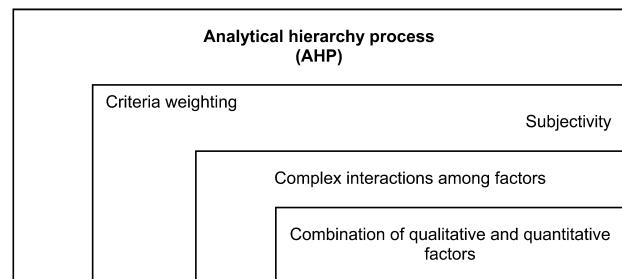 Analytical hierarchy process
(AHP)
Criteria weighting
Subjectivity
Complex interactions among factors
Combination of qualitative and quantitative
factors